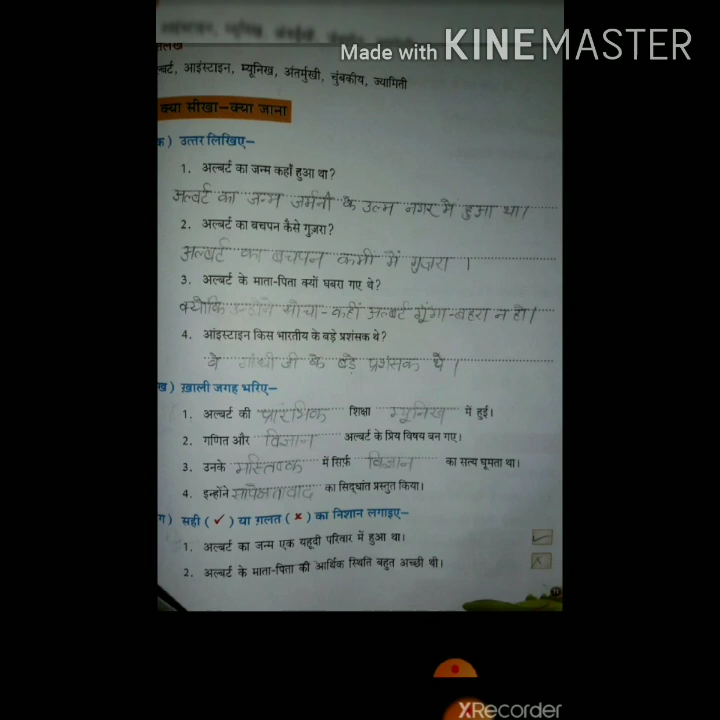 Made with KINEMASTER
आइंस्टाइन, म्यूनिख, अंतर्मुखी, चुंबकीय, ज्यामिती
क्या सीखा-क्या जाना
क) उत्तर लिखिए-
1. अल्बर्ट का जन्म कहाँ हुआ था?
अल्बर्ट का जन्म जर्मनी के उल्म नगर में हुआ था।
2. अल्बर्ट का बचपन कैसे गुज़रा?
अल्बर्ट का बचपन कमी में गुज़रा ।
3. अल्बर्ट के माता-पिता क्यों घबरा गए थे?
क्योंकि उन्होंने सोचा - कहीं अल्बर्ट गूँगा-बहरा न हो।
4. आंइस्टाइन किस भारतीय के बड़े प्रशंसक थे?
वे गांधी जी के बड़े प्रशंसक थे ।
ख) ख़ाली जगह भरिए-
1. अल्बर्ट की प्रारंभिक शिक्षा म्यूनिख में हुई।
2. गणित और विज्ञान अल्बर्ट के प्रिय विषय बन गए।
3. उनके मस्तिष्क में सिर्फ़ विज्ञान का सत्य घूमता था।
4. इन्होंने सापेक्षतावाद का सिद्धांत प्रस्तुत किया।
ग) सही (✓) या ग़लत (✗) का निशान लगाइए-
1. अल्बर्ट का जन्म एक यहूदी परिवार में हुआ था। ✓
2. अल्बर्ट के माता-पिता की आर्थिक स्थिति बहुत अच्छी थी। ✗
XRecorder